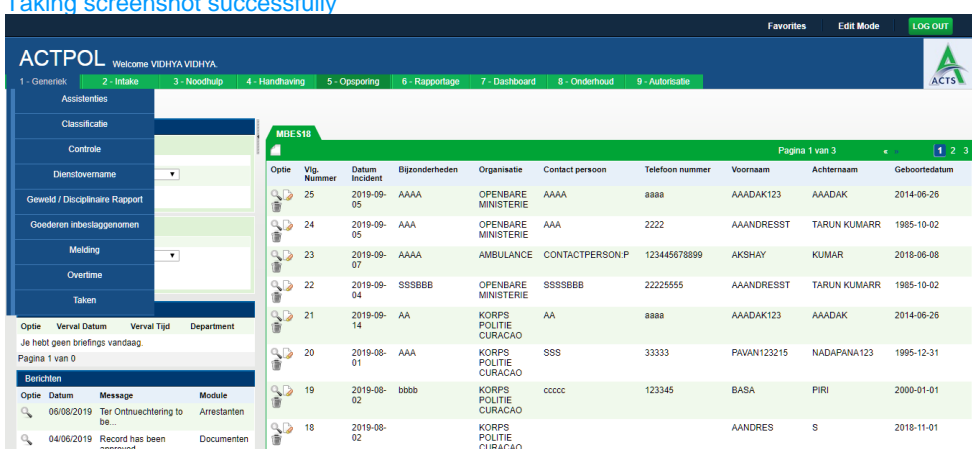 Taking screenshot successfully
Favorites Edit Mode LOG OUT
ACTPOL Welcome VIDHYA VIDHYA.
ACTS
1 - Generiek 2 - Intake 3 - Noodhulp 4 - Handhaving 5 - Opsporing 6 - Rapportage 7 - Dashboard 8 - Onderhoud 9 - Autorisatie
Assistenties
Classificatie
Controle
Dienstovername
Geweld / Disciplinaire Rapport
Goederen inbeslaggenomen
Melding
Overtime
Taken
Optie Verval Datum Verval Tijd Department
Je hebt geen briefings vandaag.
Pagina 1 van 0
Berichten
Optie Datum Message Module
06/08/2019 Ter Ontnuechtering to Arrestanten
be...
04/06/2019 Record has been Documenten
approved
MBES18
Pagina 1 van 3 « » 1 2 3
Optie Vlg. Datum Bijzonderheden Organisatie Contact persoon Telefoon nummer Voornaam Achternaam Geboortedatum
Nummer Incident
25 2019-09- AAAA OPENBARE AAAA aaaa AAADAK123 AAADAK 2014-06-26
05 MINISTERIE
24 2019-09- AAA OPENBARE AAA 2222 AAANDRESST TARUN KUMARR 1985-10-02
05 MINISTERIE
23 2019-09- AAAA AMBULANCE CONTACTPERSON:P 123445678899 AKSHAY KUMAR 2018-06-08
07
22 2019-09- SSSBBB OPENBARE SSSSBBB 22225555 AAANDRESST TARUN KUMARR 1985-10-02
04 MINISTERIE
21 2019-09- AA KORPS AA aaaa AAADAK123 AAADAK 2014-06-26
14 POLITIE
CURACAO
20 2019-08- AAA KORPS SSS 33333 PAVAN123215 NADAPANA123 1995-12-31
01 POLITIE
CURACAO
19 2019-08- bbbb KORPS ccccc 123345 BASA PIRI 2000-01-01
02 POLITIE
CURACAO
18 2019-08- KORPS AANDRES S 2018-11-01
02 POLITIE
CURACAO